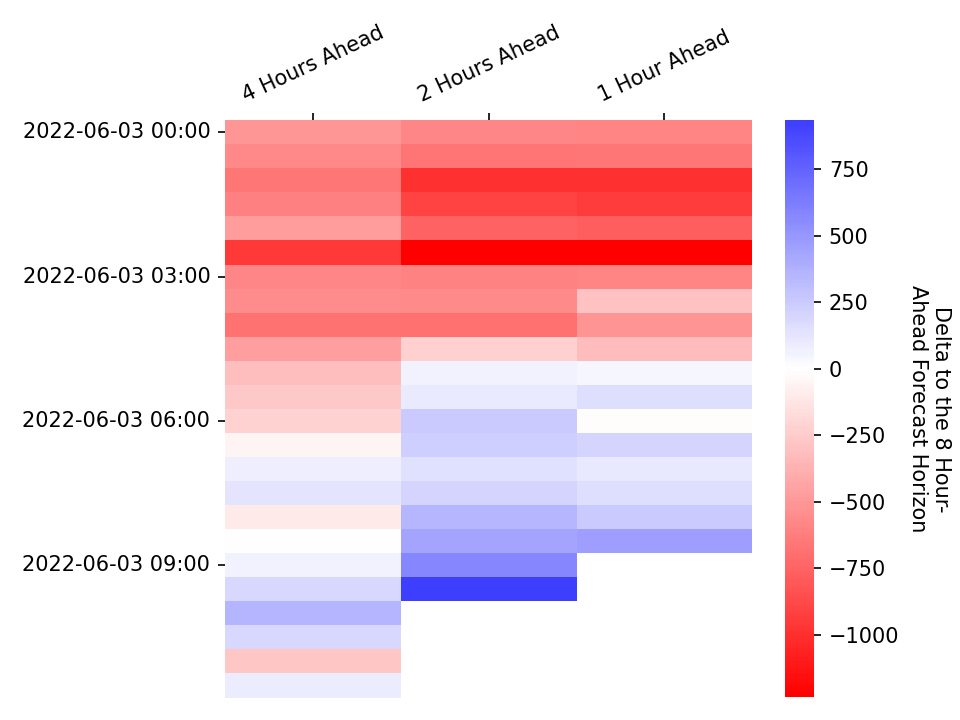 4 Hours Ahead
2 Hours Ahead
1 Hour Ahead
2022-06-03 00:00
2022-06-03 03:00
2022-06-03 06:00
2022-06-03 09:00
750
500
250
0
−250
−500
−750
−1000
Delta to the 8 Hour-
Ahead Forecast Horizon